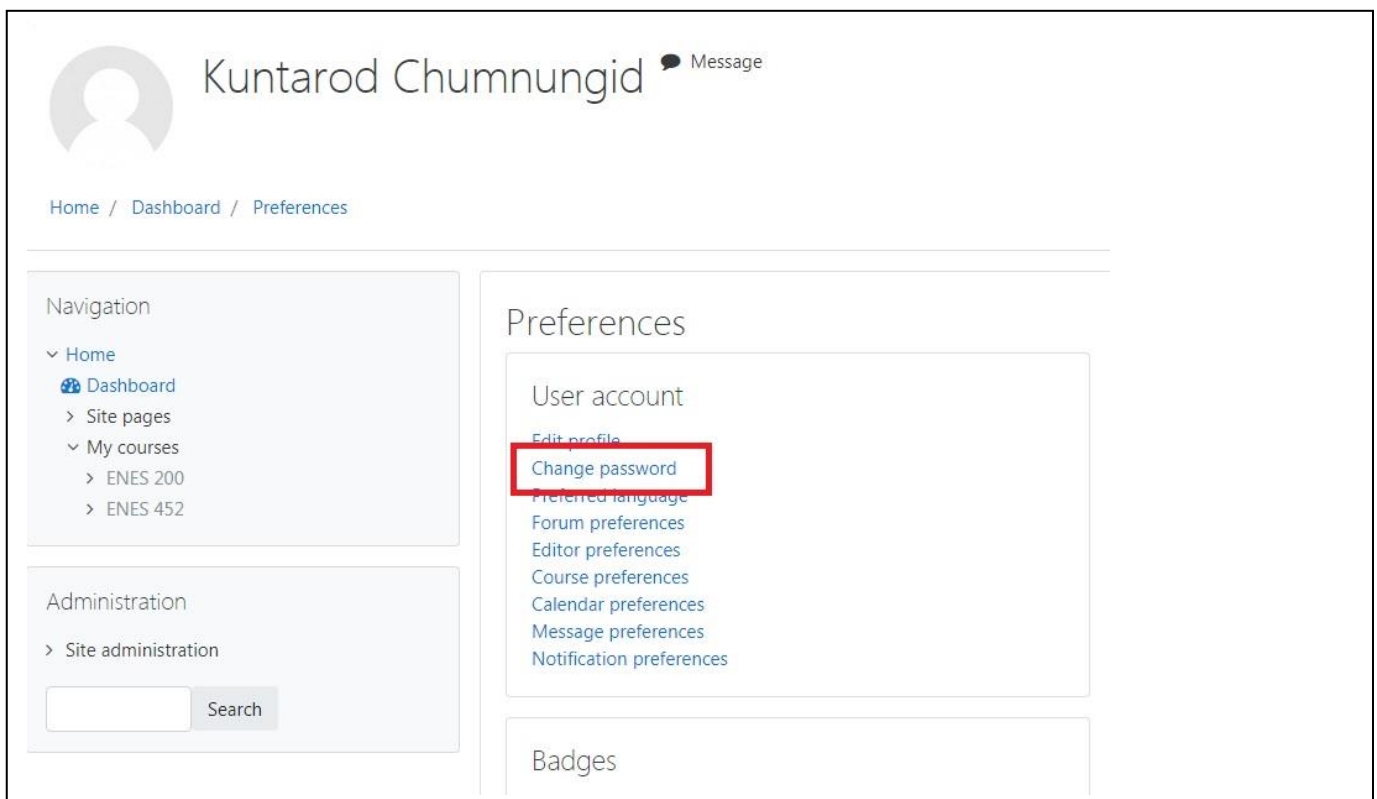 Kuntarod Chumnungid Message
Home / Dashboard / Preferences
Navigation
Home
Dashboard
Site pages
My courses
ENES 200
ENES 452
Administration
Site administration
Search
Preferences
User account
Edit profile
Change password
Preferred language
Forum preferences
Editor preferences
Course preferences
Calendar preferences
Message preferences
Notification preferences
Badges